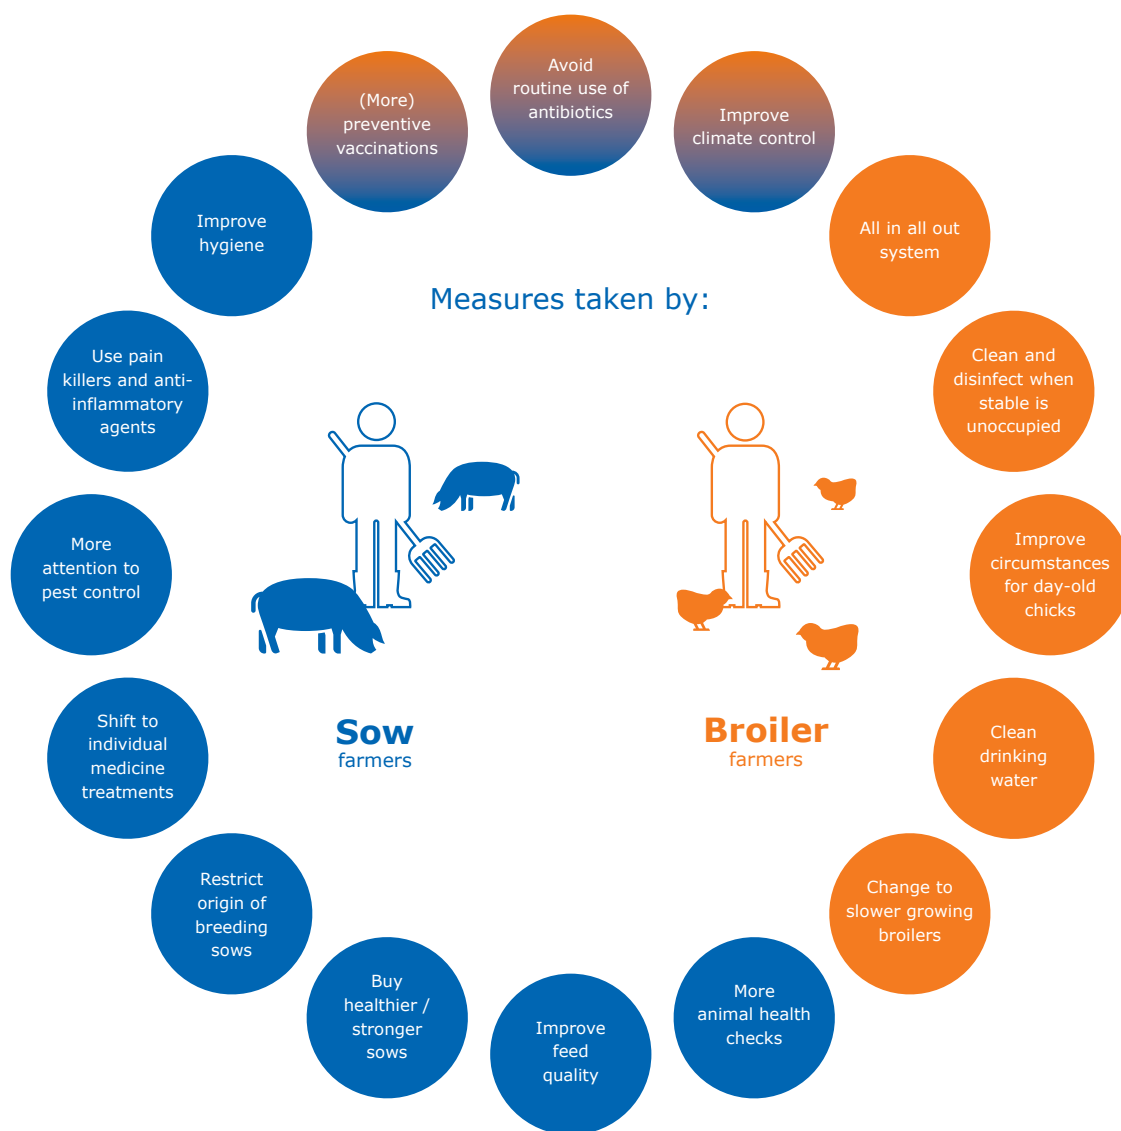 Avoid
routine use of
antibiotics
Improve
climate control
All in all out
system
Clean and
disinfect when
stable is
unoccupied
Improve
circumstances
for day-old
chicks
Clean
drinking
water
Change to
slower growing
broilers
More
animal health
checks
Improve
feed
quality
Buy
healthier /
stronger
sows
Restrict
origin of
breeding
sows
Shift to
individual
medicine
treatments
More
attention to
pest control
Use pain
killers and anti-
inflammatory
agents
Improve
hygiene
(More)
preventive
vaccinations
Measures taken by:
Sow
farmers
Broiler
farmers